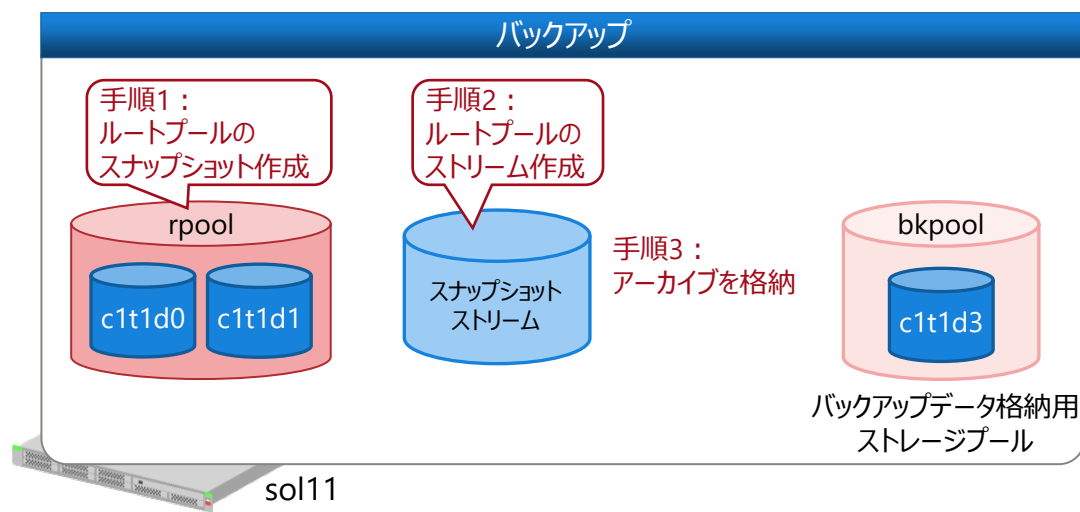 バックアップ
手順1：
ルートプールの
スナップショット作成
手順2：
ルートプールの
ストリーム作成
rpool
c1t1d0
c1t1d1
スナップショット
ストリーム
手順3：
アーカイブを格納
bkpool
c1t1d3
バックアップデータ格納用
ストレージプール
sol11